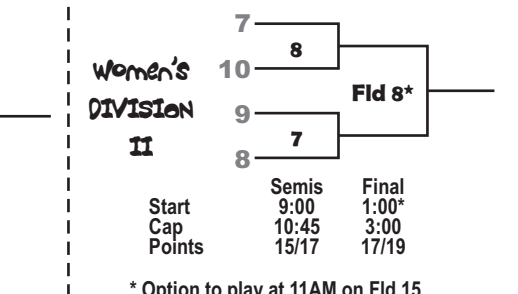 7
8
Women's
10
DIVISION
Fld 8*
9
II
7
8
Semis Final
Start 9:00 1:00*
Cap 10:45 3:00
Points 15/17 17/19
* Option to play at 11AM on Fld 15